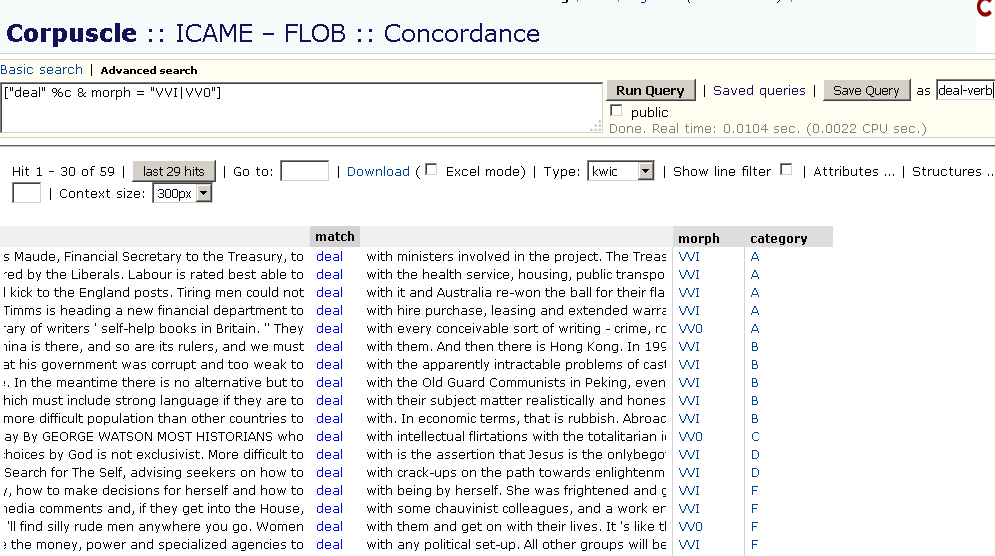 Corpuscle :: ICAME – FLOB :: Concordance
Basic search | Advanced search
["deal" %c & morph = "VVI|VV0"]
Run Query | Saved queries | Save Query as deal-verb
public
Done. Real time: 0.0104 sec. (0.0022 CPU sec.)
Hit 1 - 30 of 59 | last 29 hits | Go to: | Download ( Excel mode) | Type: kwic | Show line filter | Attributes ... | Structures ..
| Context size: 300px
match morph category
s Maude, Financial Secretary to the Treasury, to deal with ministers involved in the project. The Treas VVI A
red by the Liberals. Labour is rated best able to deal with the health service, housing, public transpo VVI A
l kick to the England posts. Tiring men could not deal with it and Australia re-won the ball for their fla VVI A
Timms is heading a new financial department to deal with hire purchase, leasing and extended warra VVI A
rary of writers ' self-help books in Britain. " They deal with every conceivable sort of writing - crime, ro VV0 A
hina is there, and so are its rulers, and we must deal with them. And then there is Hong Kong. In 199 VVI B
at his government was corrupt and too weak to deal with the apparently intractable problems of cast VVI B
. In the meantime there is no alternative but to deal with the Old Guard Communists in Peking, even VVI B
hich must include strong language if they are to deal with their subject matter realistically and hones VVI B
more difficult population than other countries to deal with. In economic terms, that is rubbish. Abroac VVI B
ay By GEORGE WATSON MOST HISTORIANS who deal with intellectual flirtations with the totalitarian i VV0 C
choices by God is not exclusivist. More difficult to deal with is the assertion that Jesus is the onlybegot VVI D
Search for The Self, advising seekers on how to deal with crack-ups on the path towards enlightenm VVI D
y, how to make decisions for herself and how to deal with being by herself. She was frightened and g VVI F
nedia comments and, if they get into the House, deal with some chauvinist colleagues, and a work en VVI F
'll find silly rude men anywhere you go. Women deal with them and get on with their lives. It 's like tl VV0 F
e the money, power and specialized agencies to deal with any political set-up. All other groups will be VVI F